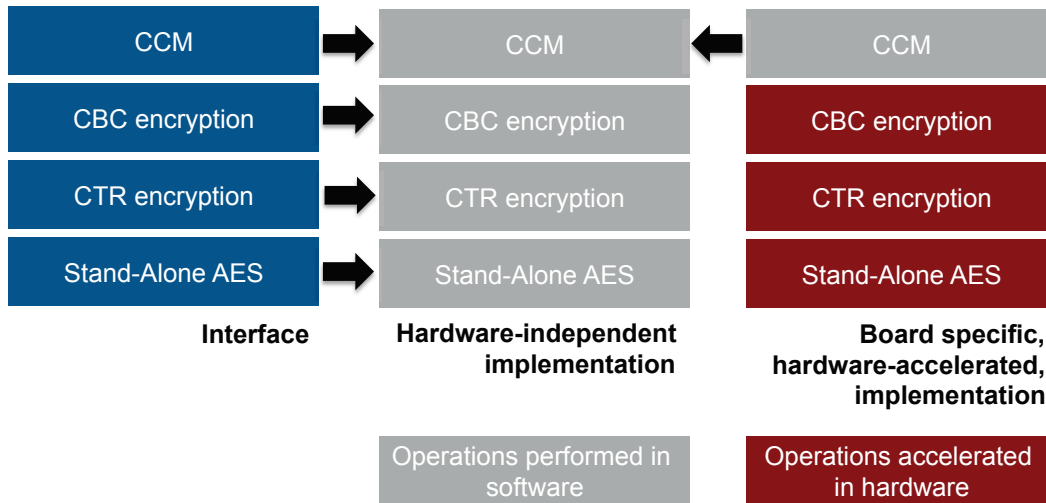 CCM
CCM
CCM
CBC encryption
CBC encryption
CBC encryption
CTR encryption
CTR encryption
CTR encryption
Stand-Alone AES
Stand-Alone AES
Stand-Alone AES
Interface
Hardware-independent
implementation
Board specific,
hardware-accelerated,
implementation
Operations performed in
software
Operations accelerated
in hardware